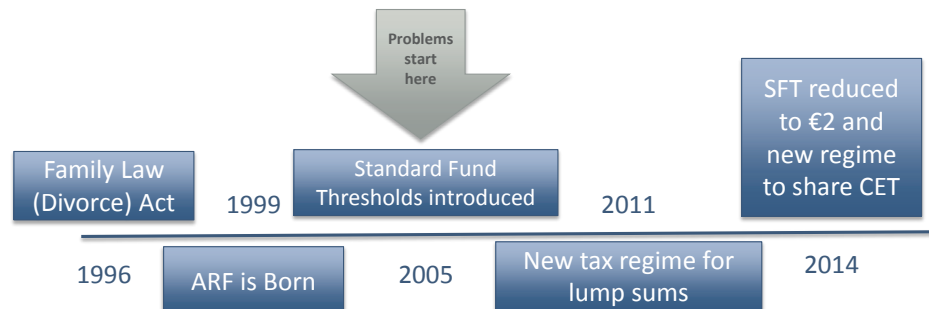 Problems
start
here
Family Law
(Divorce) Act
1999
Standard Fund
Thresholds introduced
2011
SFT reduced
to €2 and
new regime
to share CET
1996
ARF is Born
2005
New tax regime for
lump sums
2014